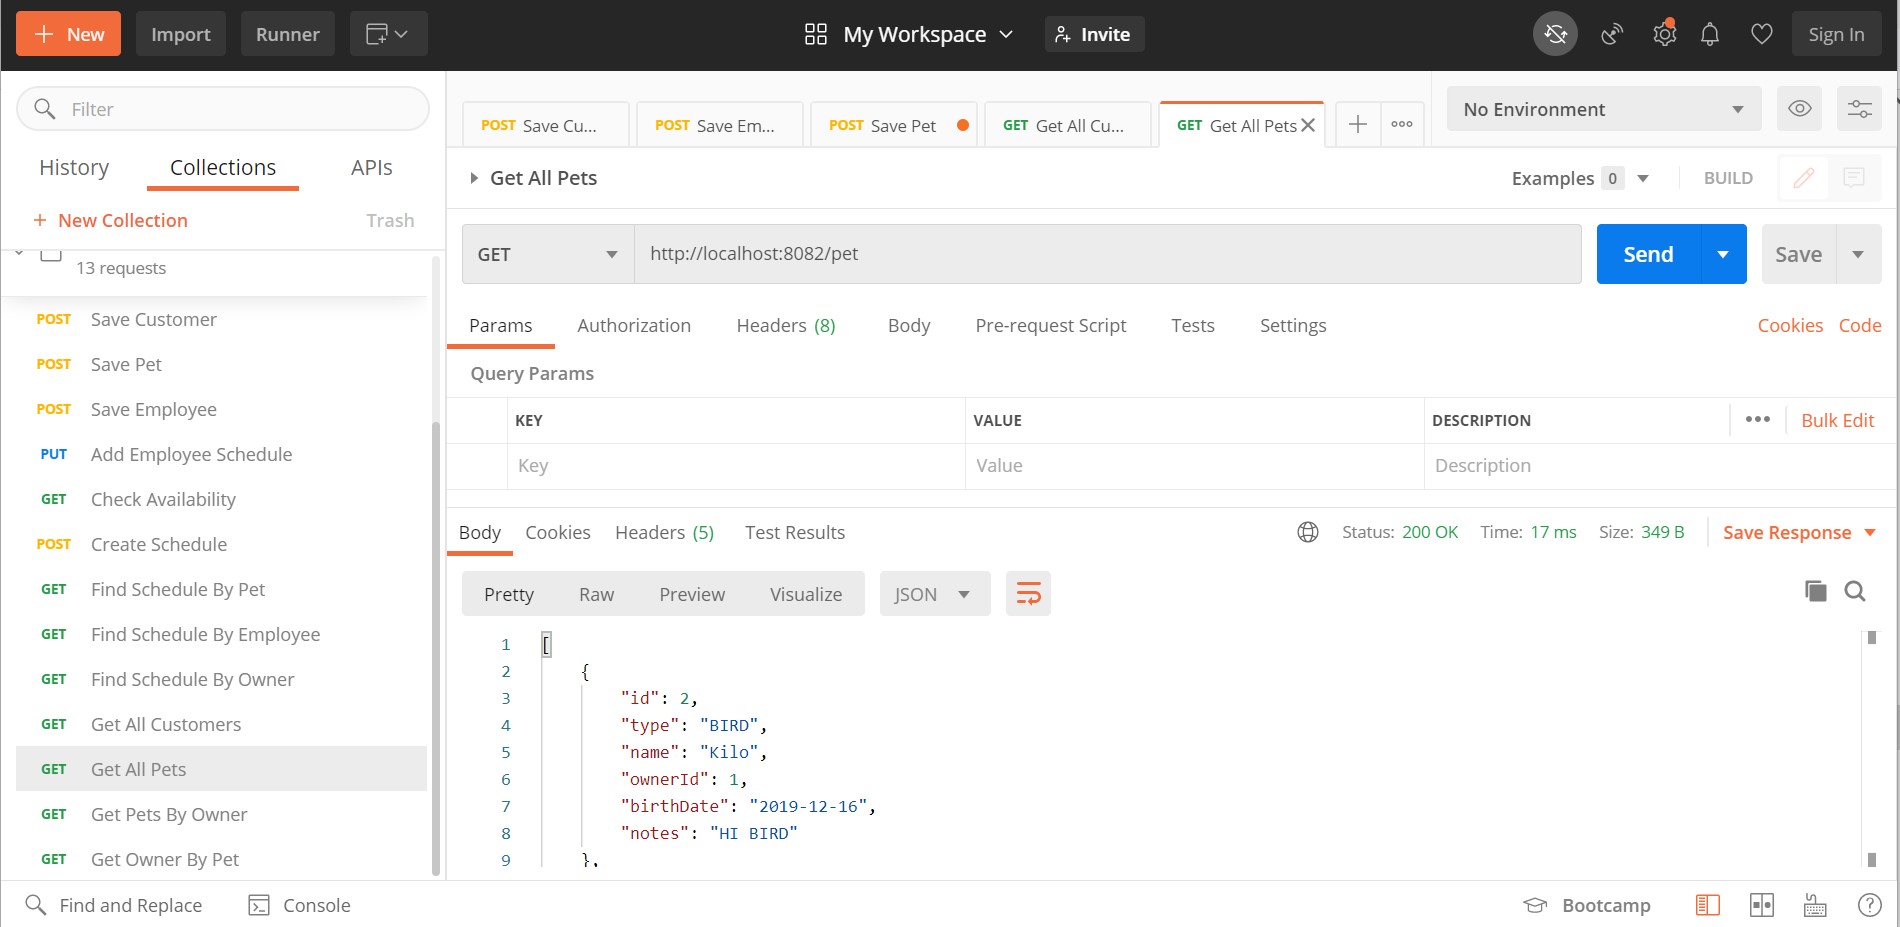 New Import Runner My Workspace Invite Sign In
Filter
History Collections APIs
New Collection Trash
13 requests
POST Save Customer
POST Save Pet
POST Save Employee
PUT Add Employee Schedule
GET Check Availability
POST Create Schedule
GET Find Schedule By Pet
GET Find Schedule By Employee
GET Find Schedule By Owner
GET Get All Customers
GET Get All Pets
GET Get Pets By Owner
GET Get Owner By Pet
POST Save Cu... POST Save Em... POST Save Pet GET Get All Cu... GET Get All Pets No Environment
Get All Pets Examples 0 BUILD
GET http://localhost:8082/pet Send Save
Params Authorization Headers (8) Body Pre-request Script Tests Settings Cookies Code
Query Params
KEY VALUE DESCRIPTION Bulk Edit
Key Value Description
Body Cookies Headers (5) Test Results Status: 200 OK Time: 17 ms Size: 349 B Save Response
Pretty Raw Preview Visualize JSON
1 [
2 {
3 "id": 2,
4 "type": "BIRD",
5 "name": "Kilo",
6 "ownerId": 1,
7 "birthDate": "2019-12-16",
8 "notes": "HI BIRD"
9 },
Find and Replace Console Bootcamp